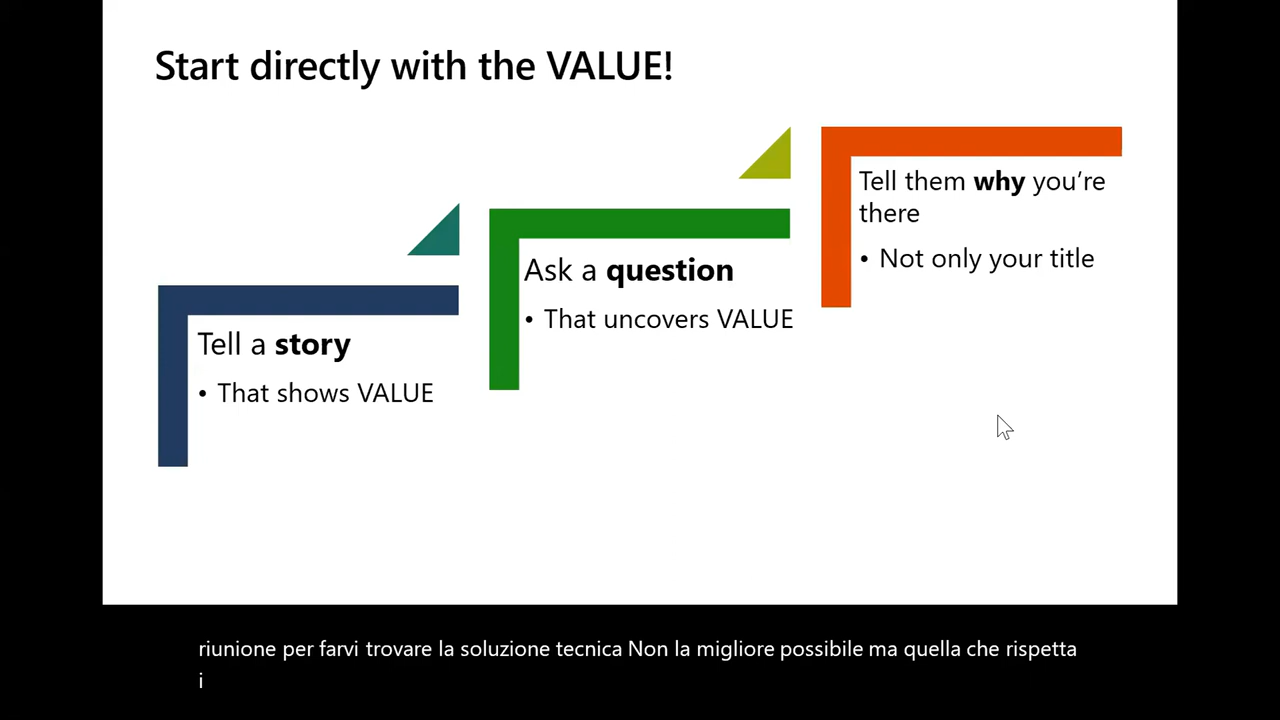 Start directly with the VALUE!
Tell a story
• That shows VALUE
Ask a question
• That uncovers VALUE
Tell them why you’re
there
• Not only your title
riunione per farvi trovare la soluzione tecnica Non la migliore possibile ma quella che rispetta
i